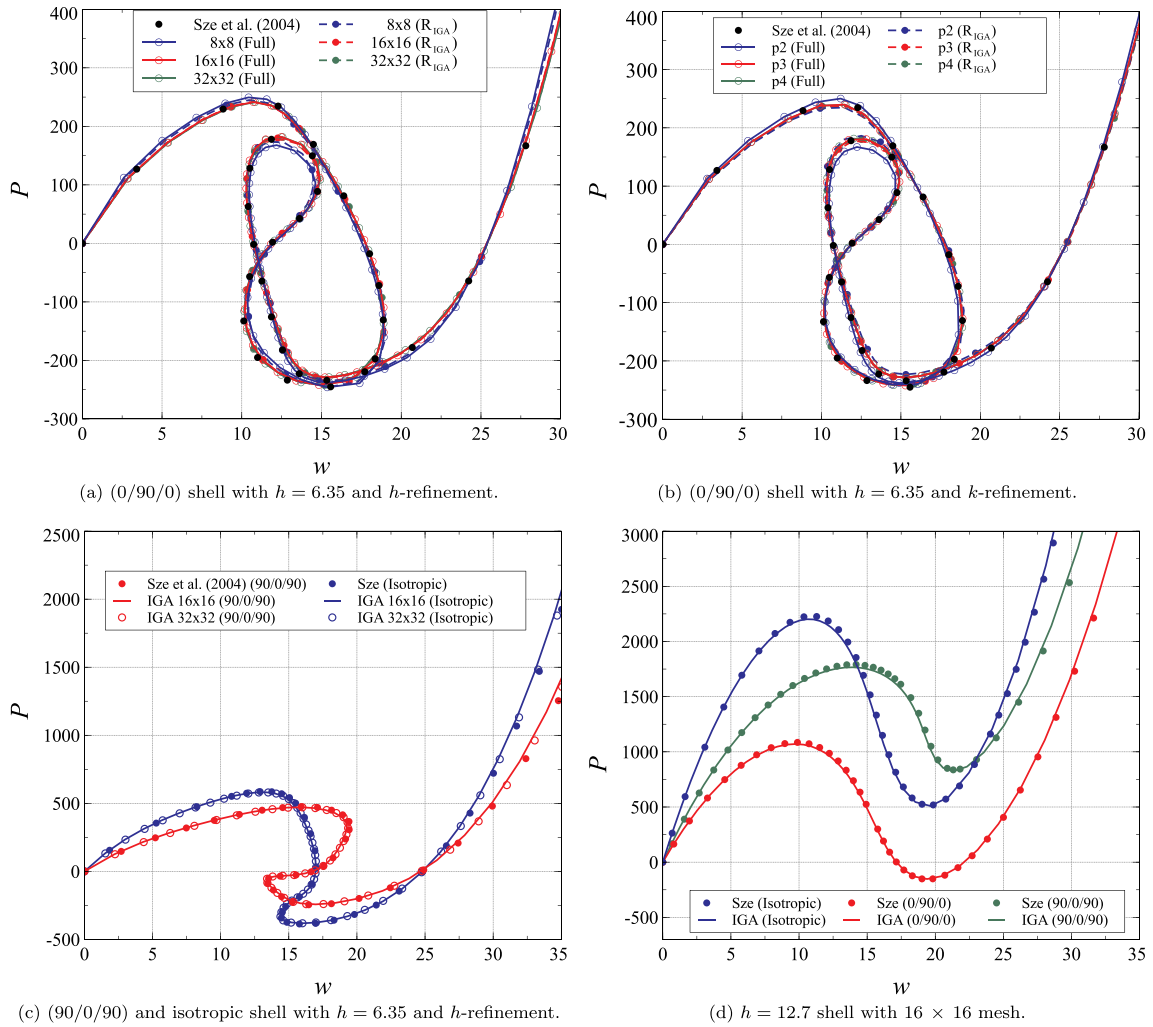 400
300
200
100
0
-100
-200
-300
P
0 5 10 15 20 25 30
w
Sze et al. (2004)
8x8 (Full)
16x16 (Full)
32x32 (Full)
8x8 (R_IGA)
16x16 (R_IGA)
32x32 (R_IGA)
(a) (0/90/0) shell with h = 6.35 and h-refinement.
400
300
200
100
0
-100
-200
-300
P
0 5 10 15 20 25 30
w
Sze et al. (2004)
p2 (Full)
p3 (Full)
p4 (Full)
p2 (R_IGA)
p3 (R_IGA)
p4 (R_IGA)
(b) (0/90/0) shell with h = 6.35 and k-refinement.
2500
2000
1500
1000
500
0
-500
P
0 5 10 15 20 25 30 35
w
Sze et al. (2004) (90/0/90)
IGA 16x16 (90/0/90)
IGA 32x32 (90/0/90)
Sze (Isotropic)
IGA 16x16 (Isotropic)
IGA 32x32 (Isotropic)
(c) (90/0/90) and isotropic shell with h = 6.35 and h-refinement.
3000
2500
2000
1500
1000
500
0
-500
P
0 5 10 15 20 25 30 35
w
Sze (Isotropic)
IGA (Isotropic)
Sze (0/90/0)
IGA (0/90/0)
Sze (90/0/90)
IGA (90/0/90)
(d) h = 12.7 shell with 16 × 16 mesh.